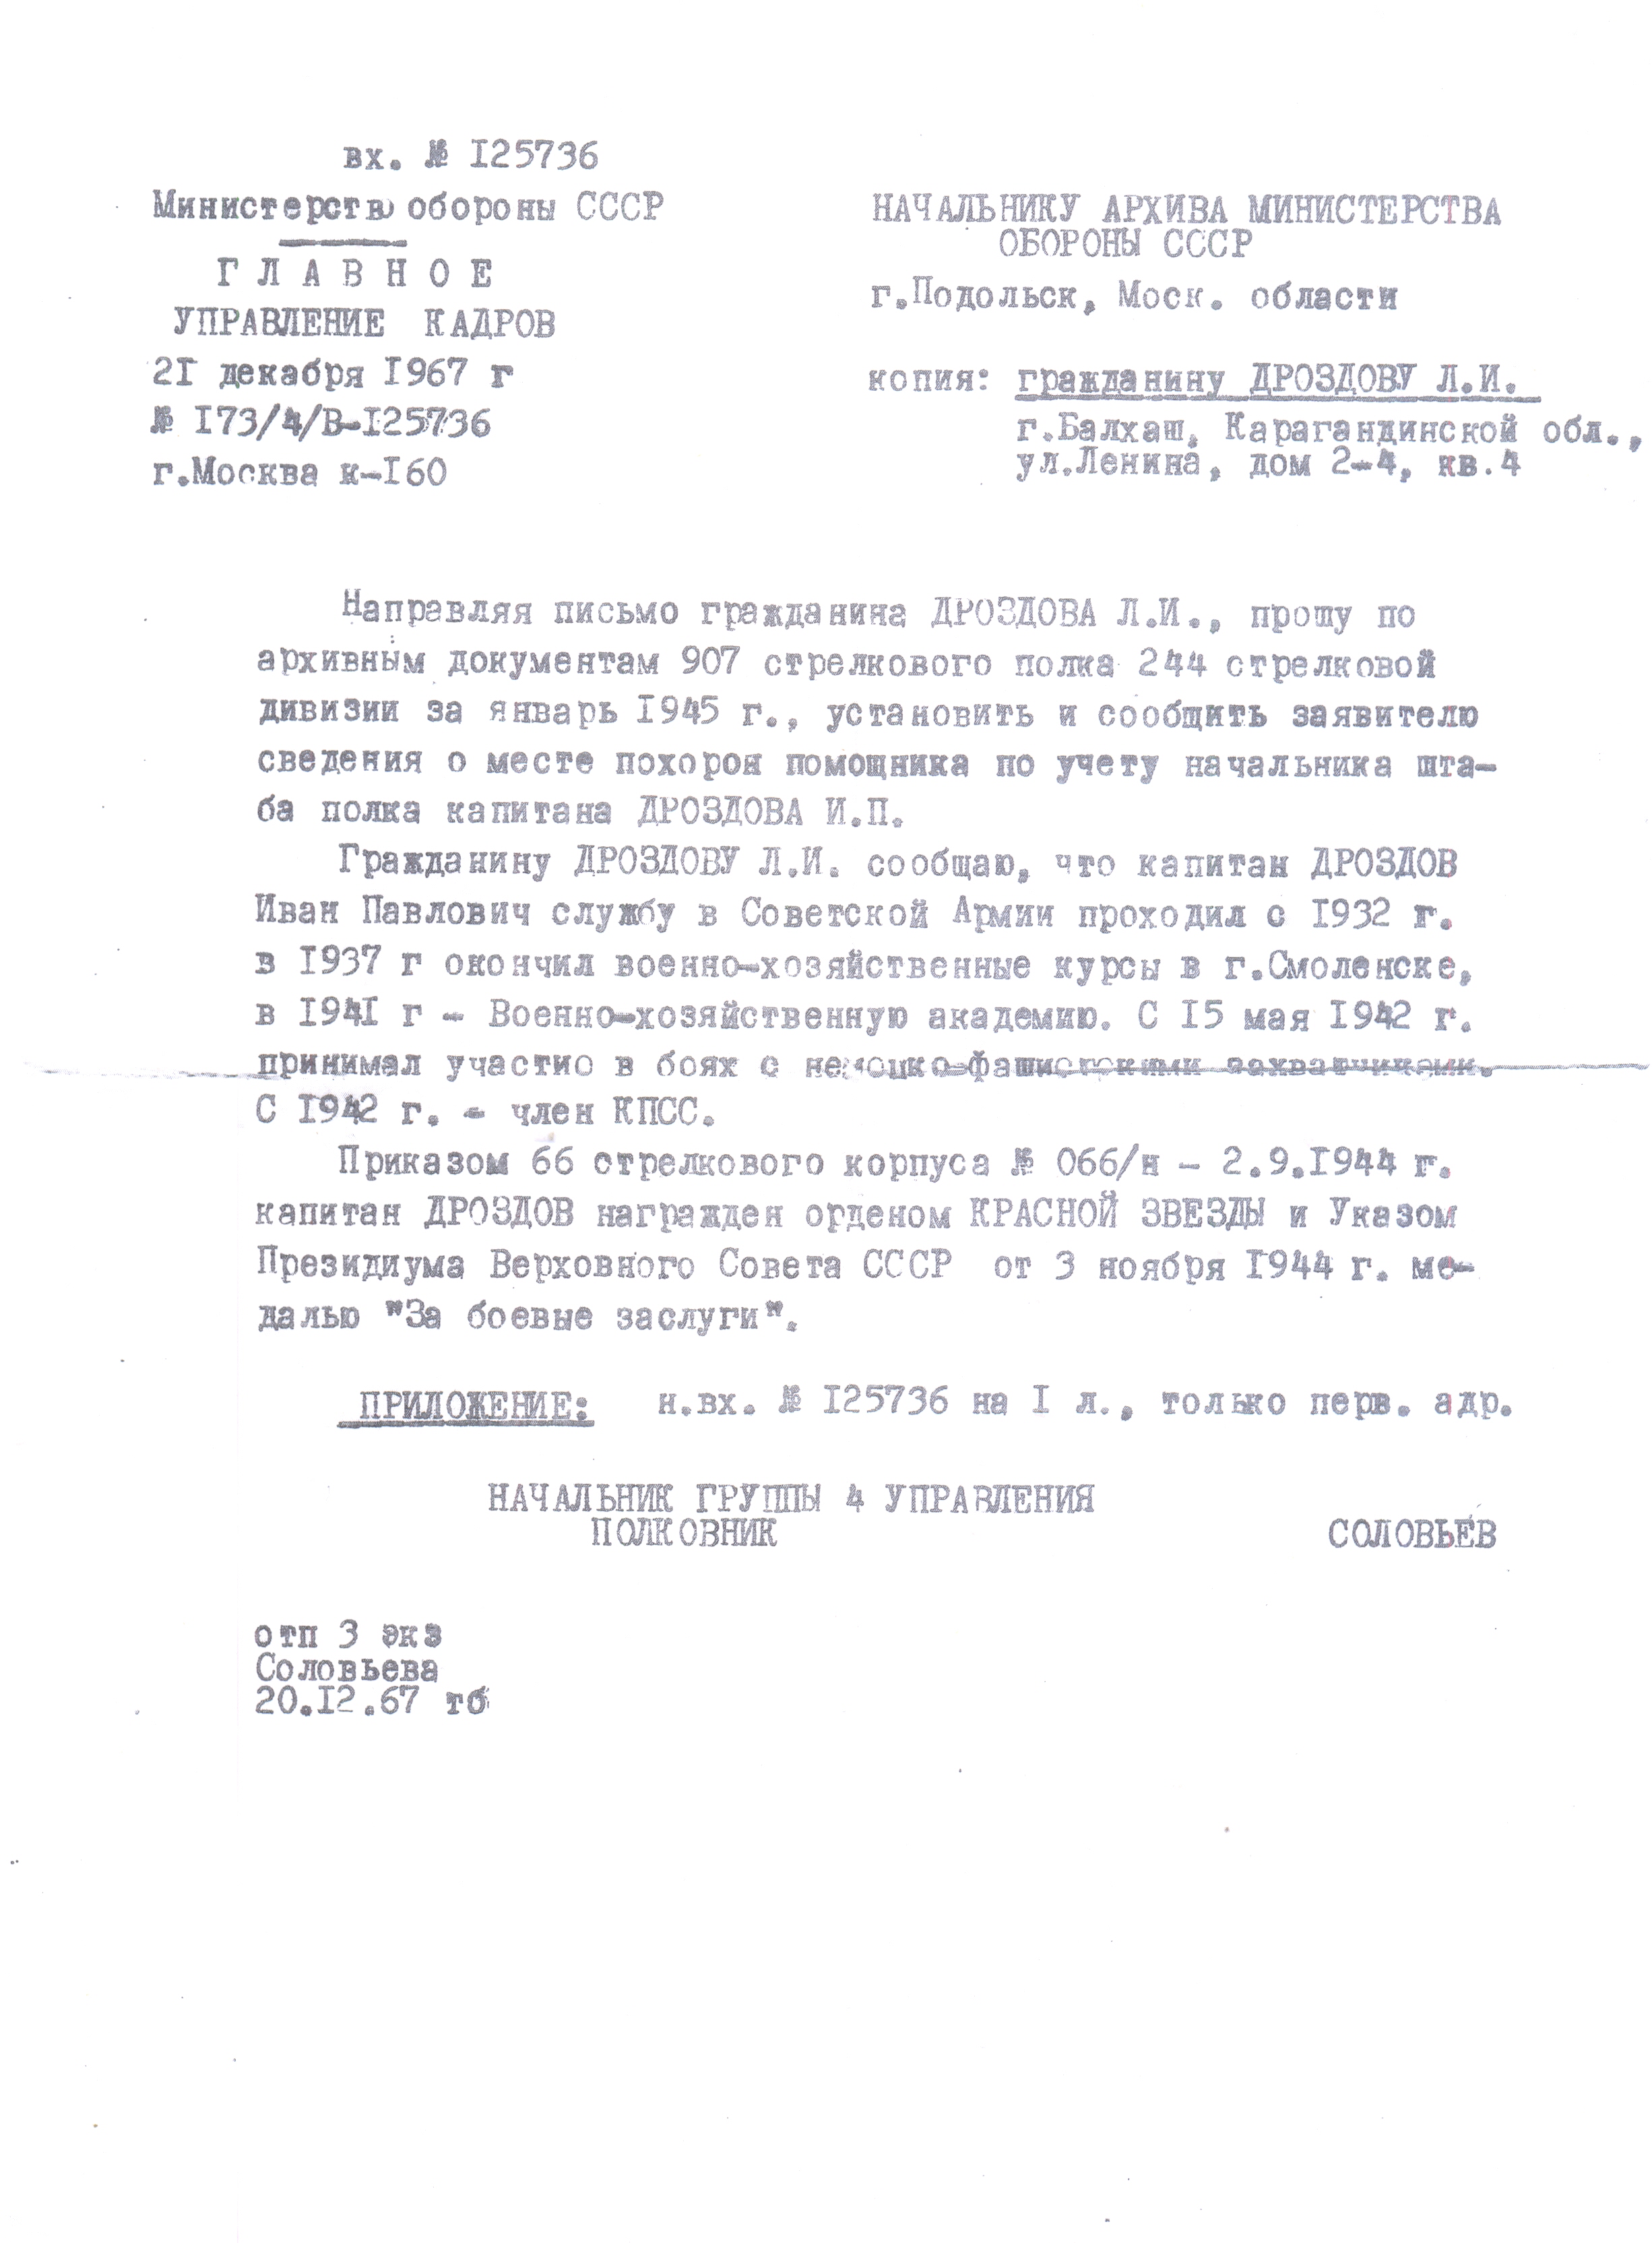 вх. № I25736
Министерство обороны СССР
ГЛАВНОЕ
УПРАВЛЕНИЕ КАДРОВ
2I декабря I967 г
№ I73/4/В-I25736
г.Москва к-I60
НАЧАЛЬНИКУ АРХИВА МИНИСТЕРСТВА
ОБОРОНЫ СССР
г.Подольск, Моск. области
копия: гражданину ДРОЗДОВУ Л.И.
г.Балхаш, Карагандинской обл.,
ул.Ленина, дом 2-4, кв.4
Направляя письмо гражданина ДРОЗДОВА Л.И., прошу по
архивным документам 907 стрелкового полка 244 стрелковой
дивизии за январь I945 г., установить и сообщить заявителю
сведения о месте похорон помощника по учету начальника шта-
ба полка капитана ДРОЗДОВА И.П.
Гражданину ДРОЗДОВУ Л.И. сообщаю, что капитан ДРОЗДОВ
Иван Павлович службу в Советской Армии проходил с I932 г.
в I937 г окончил военно-хозяйственные курсы в г.Смоленске,
в I94I г - Военно-хозяйственную академию. С I5 мая I942 г.
принимал участие в боях с немецко-фашистскими захватчиками.
С I942 г. - член КПСС.
Приказом 66 стрелкового корпуса № 066/н - 2.9.I944 г.
капитан ДРОЗДОВ награжден орденом КРАСНОЙ ЗВЕЗДЫ и Указом
Президиума Верховного Совета СССР от 3 ноября I944 г. ме-
далью "За боевые заслуги".
ПРИЛОЖЕНИЕ: н.вх. № I25736 на I л., только перв. адр.
НАЧАЛЬНИК ГРУППЫ 4 УПРАВЛЕНИЯ
ПОЛКОВНИК СОЛОВЬЕВ
отп 3 экз
Соловьева
20.I2.67 тб